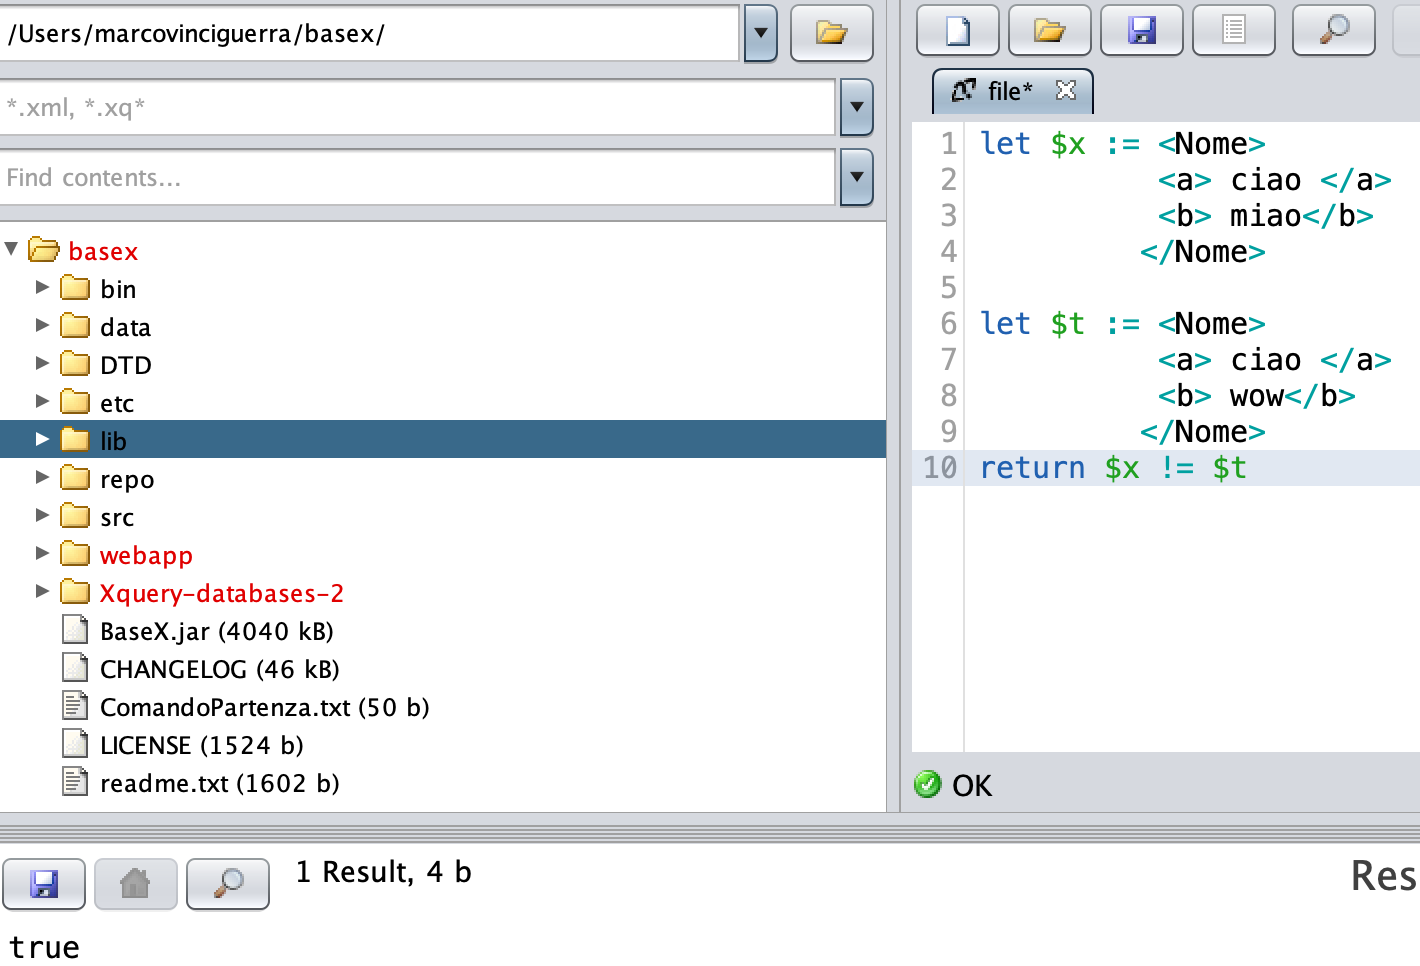 /Users/marcovinciguerra/basex/
*.xml, *.xq*
Find contents...
basex
bin
data
DTD
etc
lib
repo
src
webapp
Xquery-databases-2
BaseX.jar (4040 kB)
CHANGELOG (46 kB)
ComandoPartenza.txt (50 b)
LICENSE (1524 b)
readme.txt (1602 b)
file*
1 let $x := <Nome>
2 <a> ciao </a>
3 <b> miao</b>
4 </Nome>
5
6 let $t := <Nome>
7 <a> ciao </a>
8 <b> wow</b>
9 </Nome>
10 return $x != $t
OK
1 Result, 4 b
Res
true